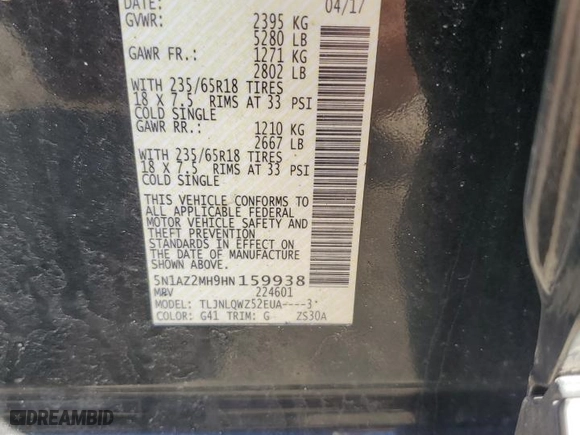 DATE: 04/17
GVWR: 2395 KG
5280 LB
GAWR FR.: 1271 KG
2802 LB
WITH 235/65R18 TIRES
18 X 7.5 RIMS AT 33 PSI
COLD SINGLE
GAWR RR.: 1210 KG
2667 LB
WITH 235/65R18 TIRES
18 X 7.5 RIMS AT 33 PSI
COLD SINGLE
THIS VEHICLE CONFORMS TO
ALL APPLICABLE FEDERAL
MOTOR VEHICLE SAFETY AND
THEFT PREVENTION
STANDARDS IN EFFECT ON
THE DATE OF MANUFACTURE
SHOWN ABOVE.
5N1AZ2MH9HN159938
MPV 224601
MODEL: TLJNLQWZ52EUA----3*
COLOR: G41 TRIM: G ZS30A
DREAMBID